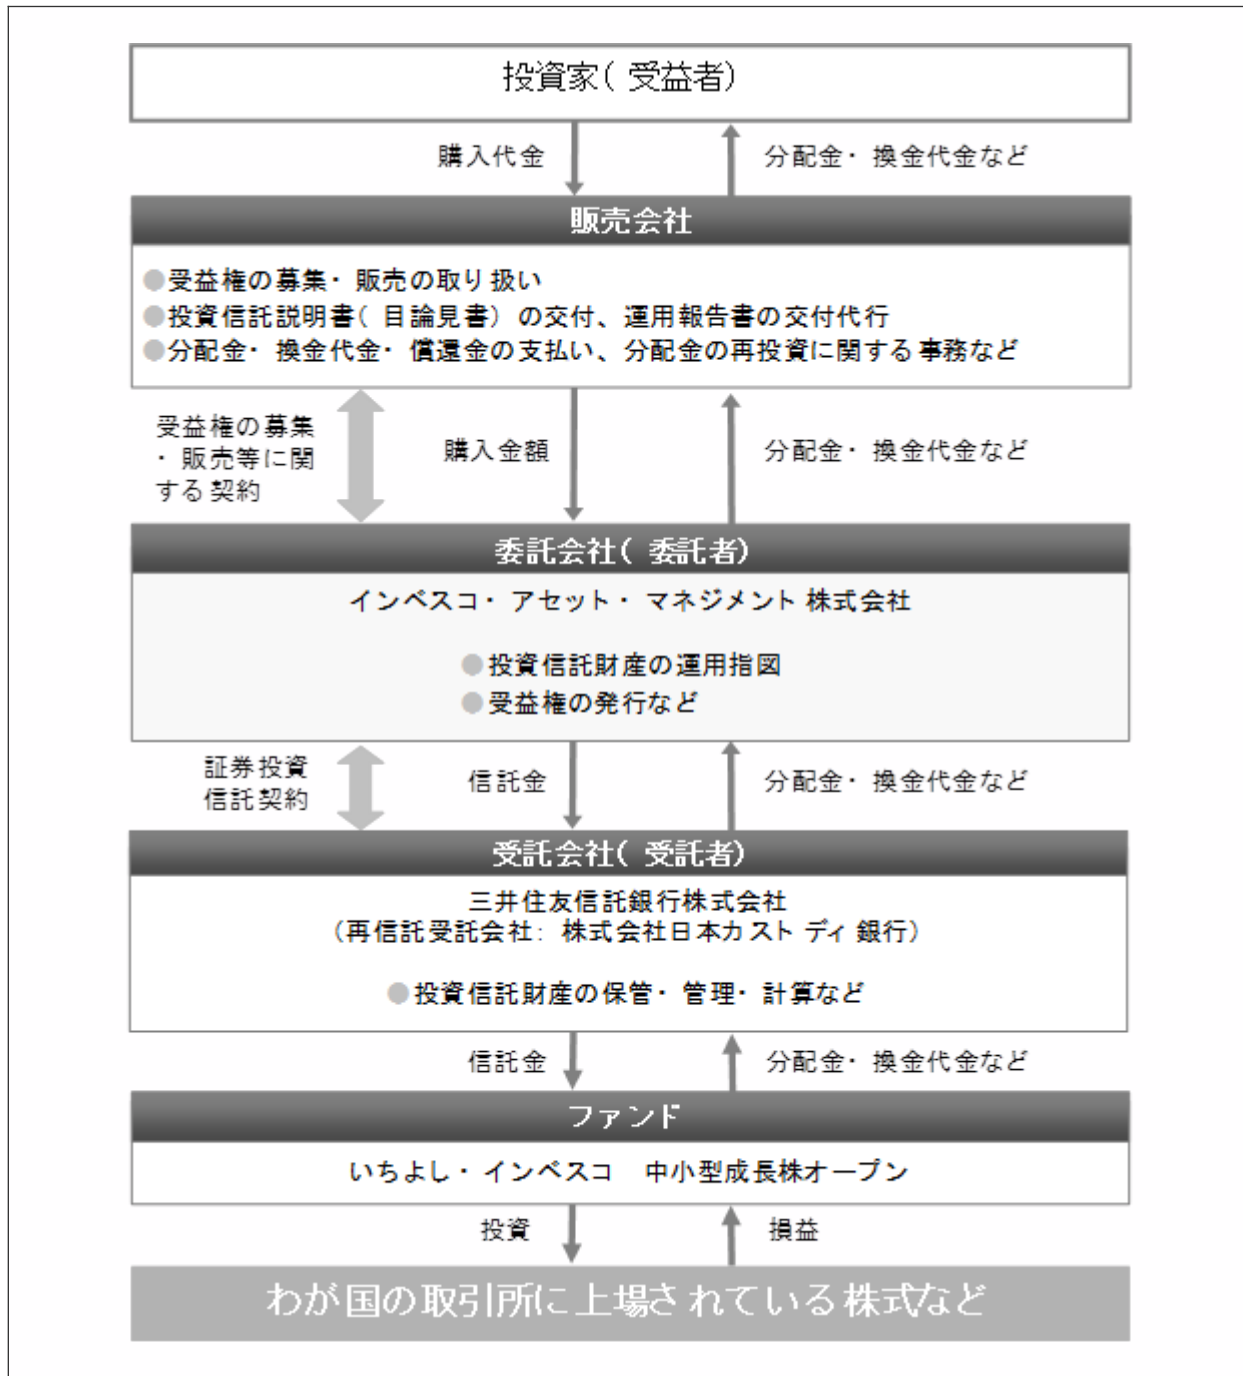 投資家(受益者)
購入代金
分配金・換金代金など
販売会社
●受益権の募集・販売の取り扱い
●投資信託説明書(目論見書)の交付、運用報告書の交付代行
●分配金・換金代金・償還金の支払い、分配金の再投資に関する事務など
受益権の募集
・販売等に関
する契約
購入金額
分配金・換金代金など
委託会社(委託者)
インベスコ・アセット・マネジメント株式会社
●投資信託財産の運用指図
●受益権の発行など
証券投資
信託契約
信託金
分配金・換金代金など
受託会社(受託者)
三井住友信託銀行株式会社
(再信託受託会社:株式会社日本カストディ銀行)
●投資信託財産の保管・管理・計算など
信託金
分配金・換金代金など
ファンド
いちよし・インベスコ 中小型成長株オープン
投資
損益
わが国の取引所に上場されている株式など